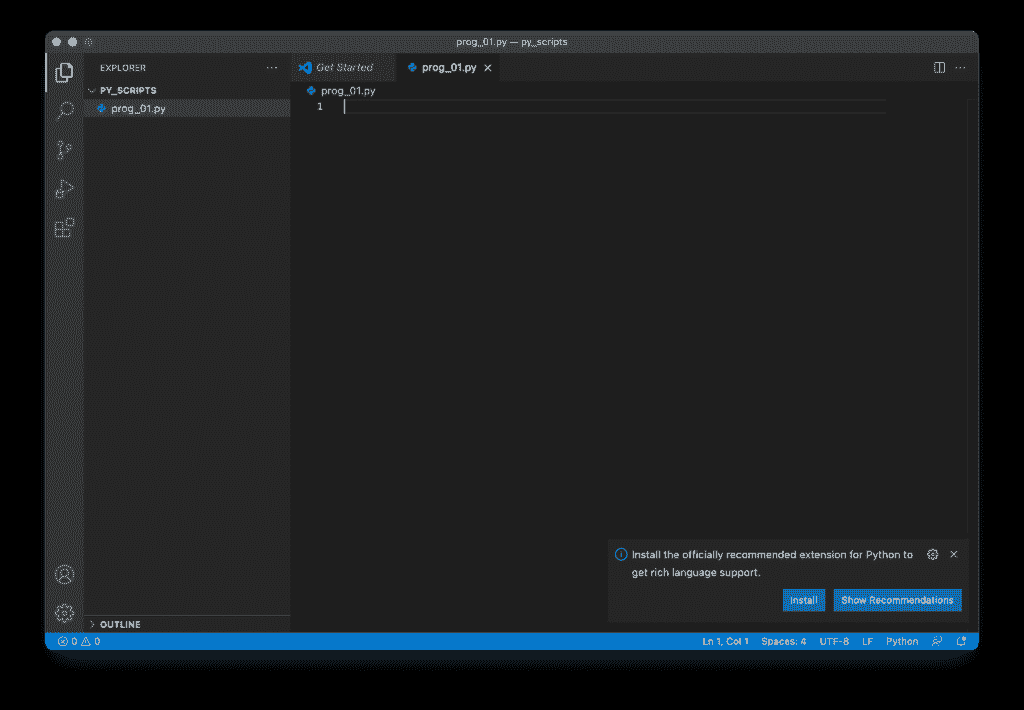 prog_01.py — py_scripts
EXPLORER
Get Started
prog_01.py
PY_SCRIPTS
prog_01.py
prog_01.py
1
Install the officially recommended extension for Python to
get rich language support.
Install
Show Recommendations
OUTLINE
0 0
Ln 1, Col 1 Spaces: 4 UTF-8 LF Python